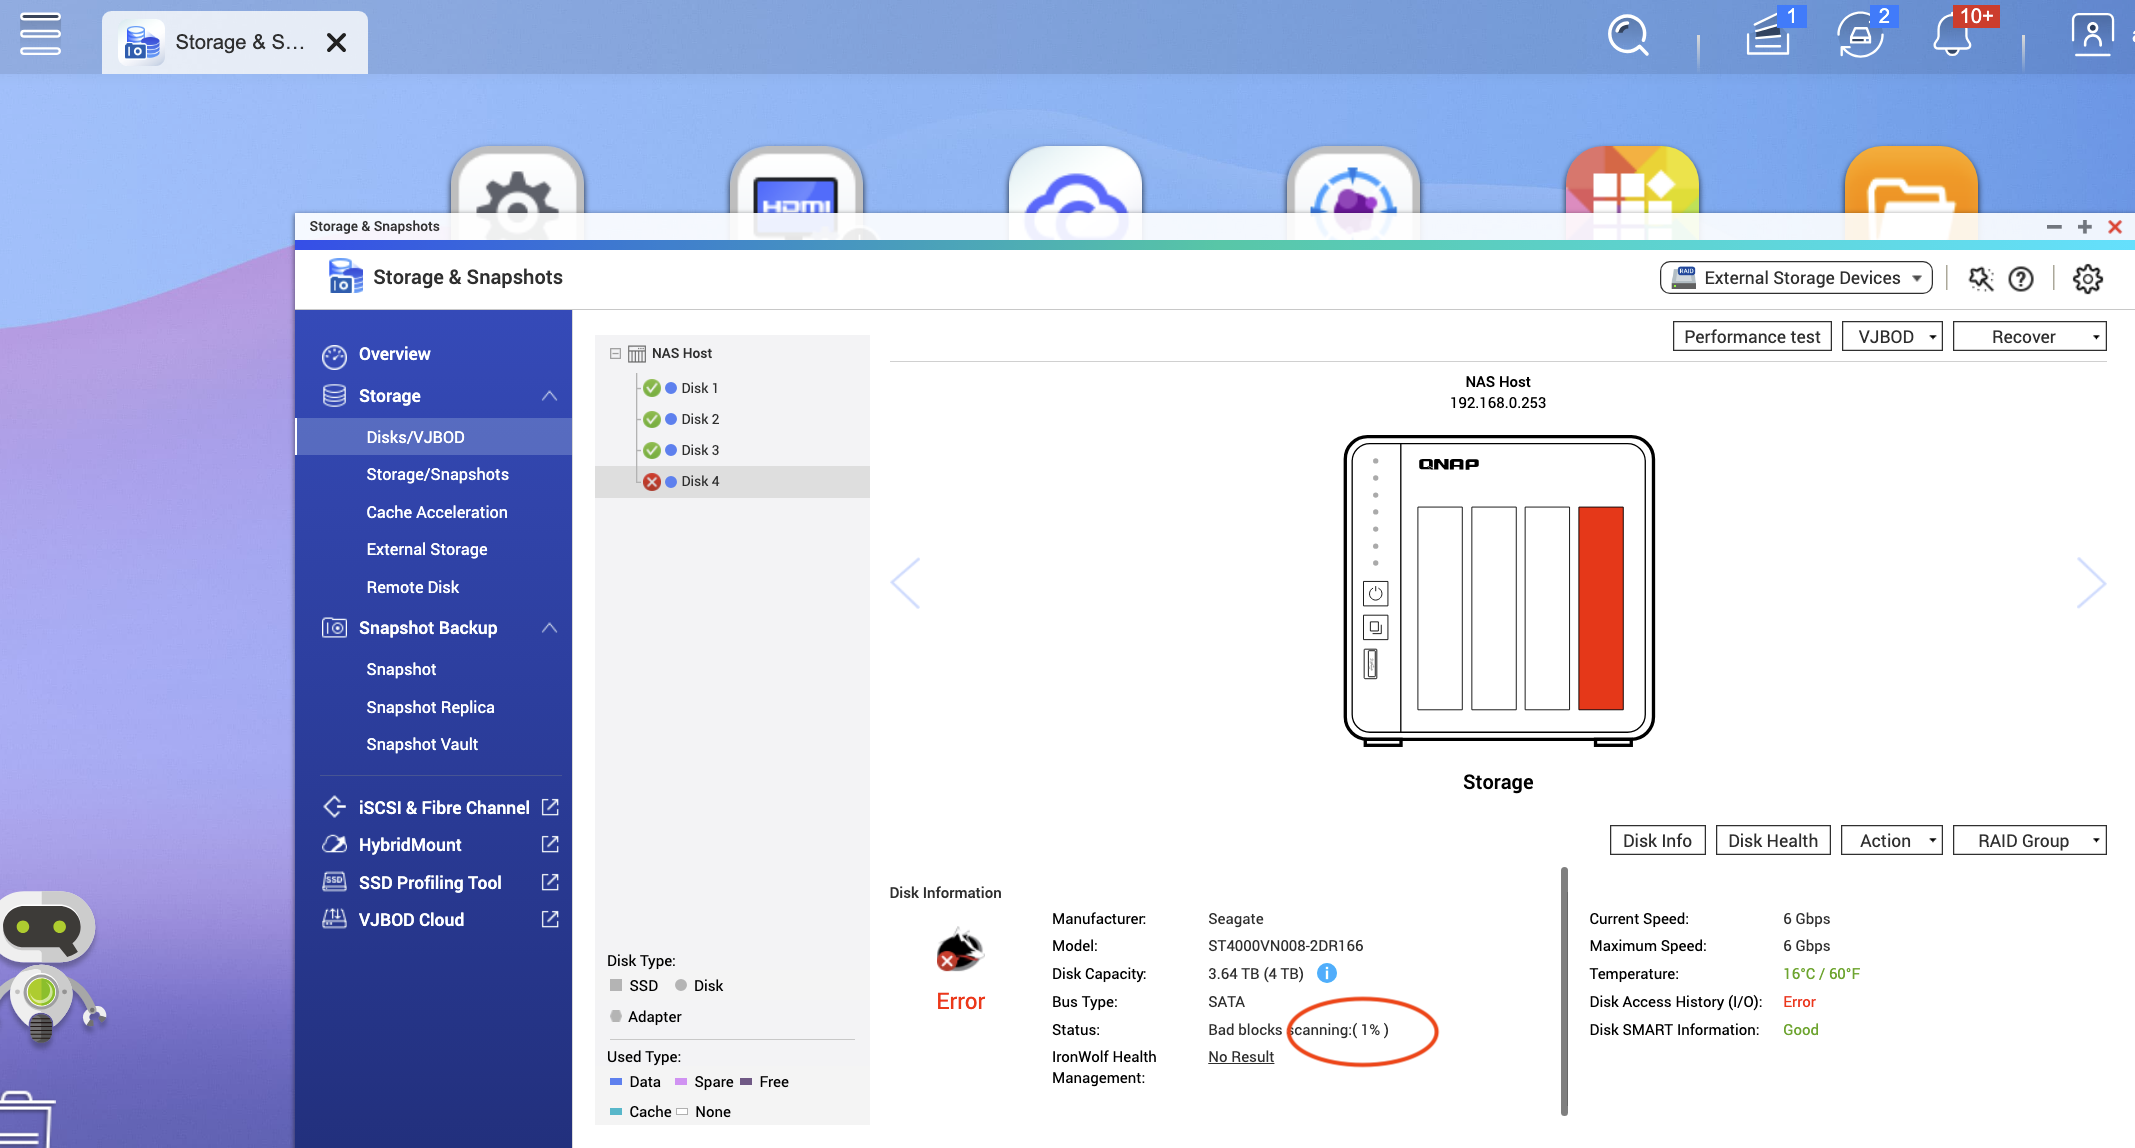 Storage & S...
1
2
10+
HDMI
Storage & Snapshots
Storage & Snapshots
RAID
External Storage Devices
Performance test
VJBOD
Recover
Overview
Storage
Disks/VJBOD
Storage/Snapshots
Cache Acceleration
External Storage
Remote Disk
Snapshot Backup
Snapshot
Snapshot Replica
Snapshot Vault
iSCSI & Fibre Channel
HybridMount
SSD
SSD Profiling Tool
VJBOD Cloud
NAS Host
Disk 1
Disk 2
Disk 3
Disk 4
Disk Type:
SSD
Disk
Adapter
Used Type:
Data
Spare
Free
Cache
None
NAS Host
192.168.0.253
QNAP
Storage
Disk Info
Disk Health
Action
RAID Group
Disk Information
Error
Manufacturer: Seagate
Model: ST4000VN008-2DR166
Disk Capacity: 3.64 TB (4 TB)
Bus Type: SATA
Status: Bad blocks scanning:( 1% )
IronWolf Health No Result
Management:
Current Speed: 6 Gbps
Maximum Speed: 6 Gbps
Temperature: 16°C / 60°F
Disk Access History (I/O): Error
Disk SMART Information: Good